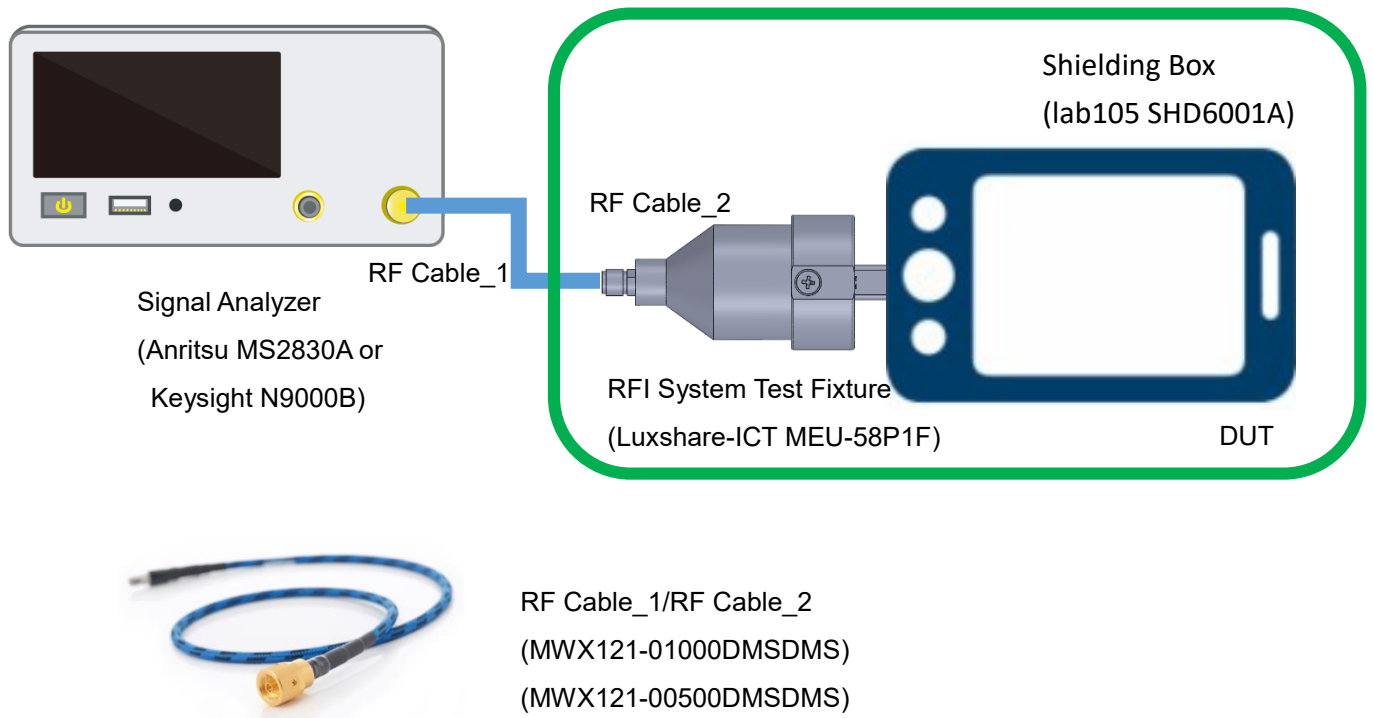 Shielding Box
(lab105 SHD6001A)
RF Cable_2
RF Cable_1
Signal Analyzer
(Anritsu MS2830A or
Keysight N9000B)
RFI System Test Fixture
(Luxshare-ICT MEU-58P1F)
DUT
RF Cable_1/RF Cable_2
(MWX121-01000DMSDMS)
(MWX121-00500DMSDMS)